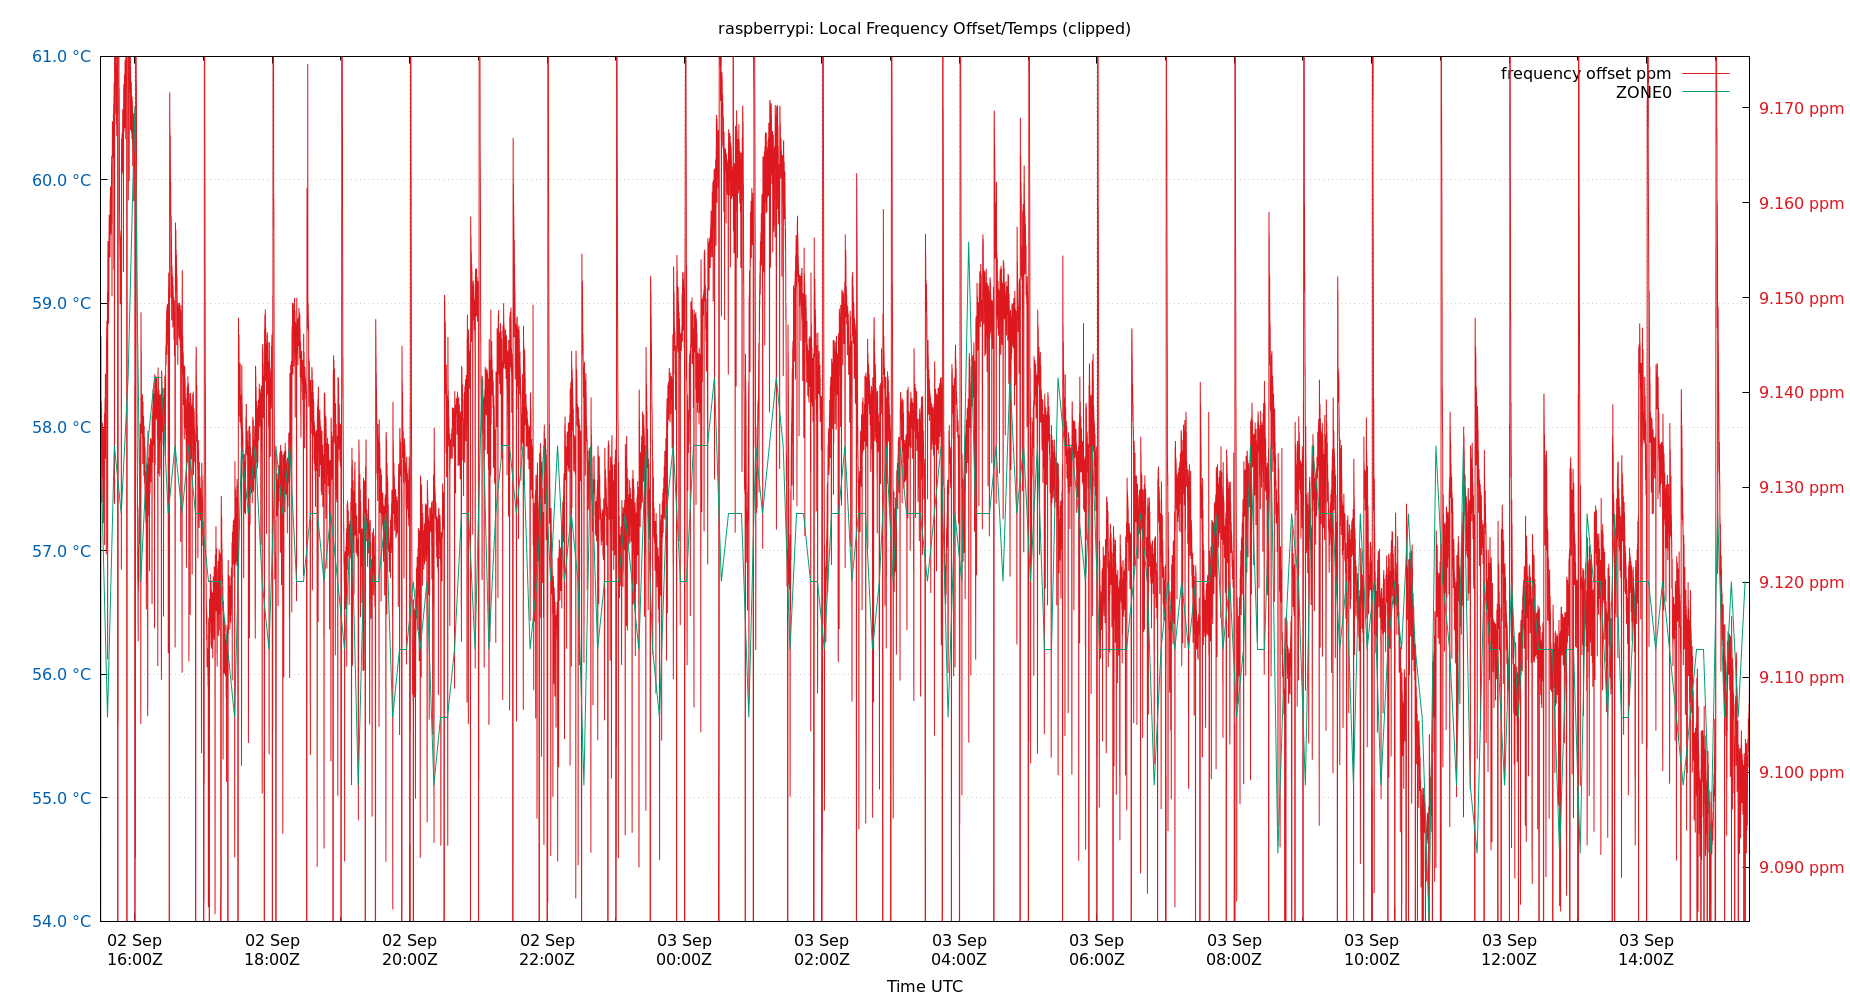 raspberrypi: Local Frequency Offset/Temps (clipped)
61.0 °C
60.0 °C
59.0 °C
58.0 °C
57.0 °C
56.0 °C
55.0 °C
54.0 °C
frequency offset ppm
ZONE0
9.170 ppm
9.160 ppm
9.150 ppm
9.140 ppm
9.130 ppm
9.120 ppm
9.110 ppm
9.100 ppm
9.090 ppm
02 Sep 02 Sep 02 Sep 02 Sep 03 Sep 03 Sep 03 Sep 03 Sep 03 Sep 03 Sep 03 Sep 03 Sep
16:00Z 18:00Z 20:00Z 22:00Z 00:00Z 02:00Z 04:00Z 06:00Z 08:00Z 10:00Z 12:00Z 14:00Z
Time UTC